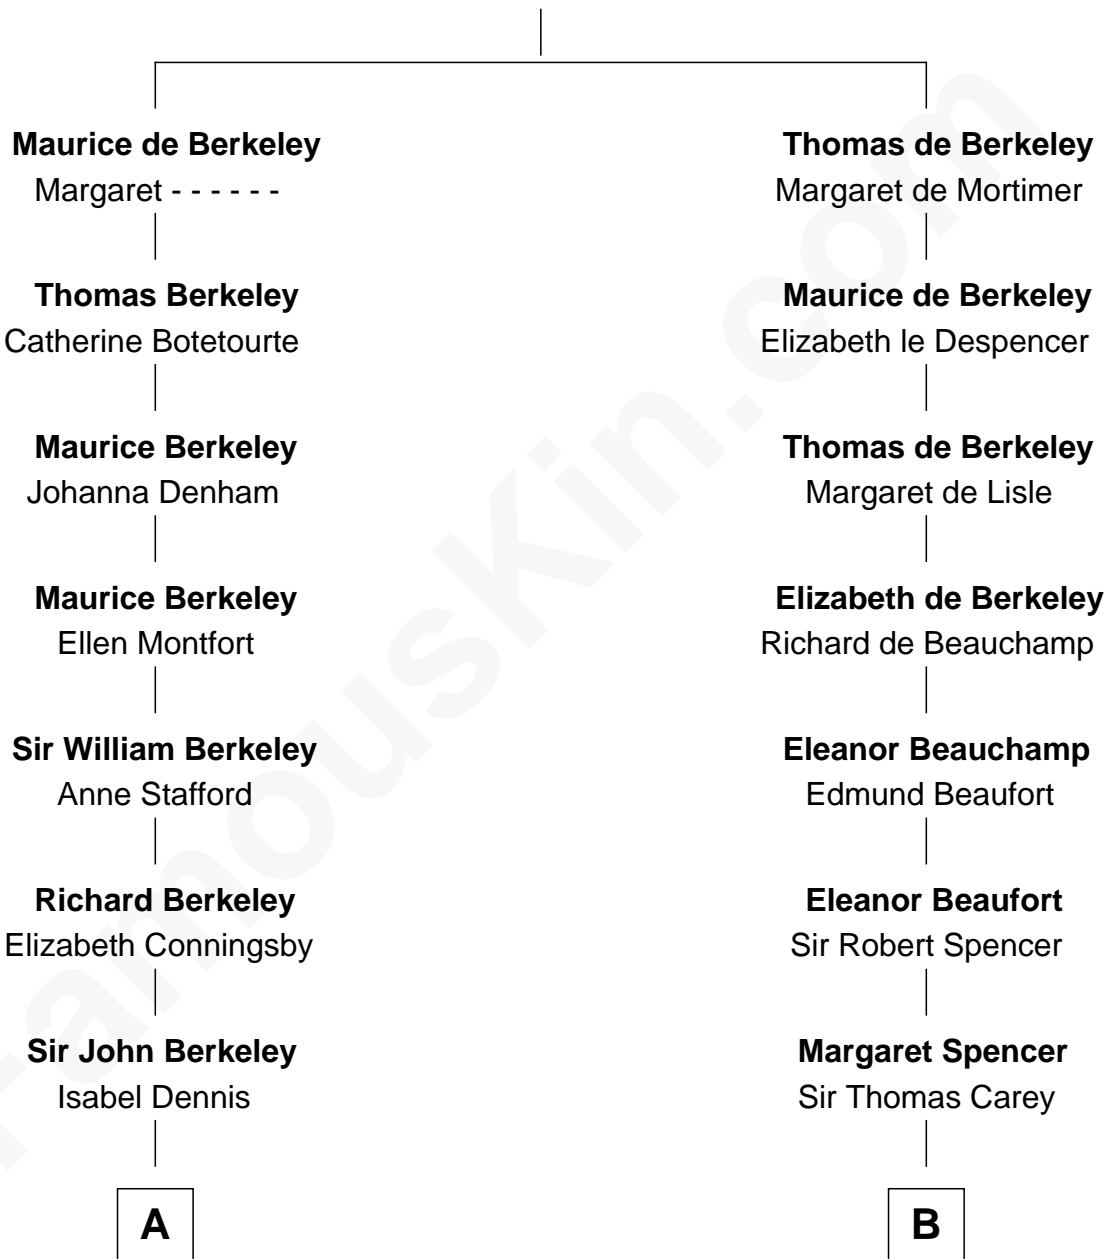 Maurice de Berkeley
Margaret - - - - - -
Thomas Berkeley
Catherine Botetourte
Maurice Berkeley
Johanna Denham
Maurice Berkeley
Ellen Montfort
Sir William Berkeley
Anne Stafford
Richard Berkeley
Elizabeth Conningsby
Sir John Berkeley
Isabel Dennis
A
Thomas de Berkeley
Margaret de Mortimer
Maurice de Berkeley
Elizabeth le Despencer
Thomas de Berkeley
Margaret de Lisle
Elizabeth de Berkeley
Richard de Beauchamp
Eleanor Beauchamp
Edmund Beaufort
Eleanor Beaufort
Sir Robert Spencer
Margaret Spencer
Sir Thomas Carey
B
FamousKin.com